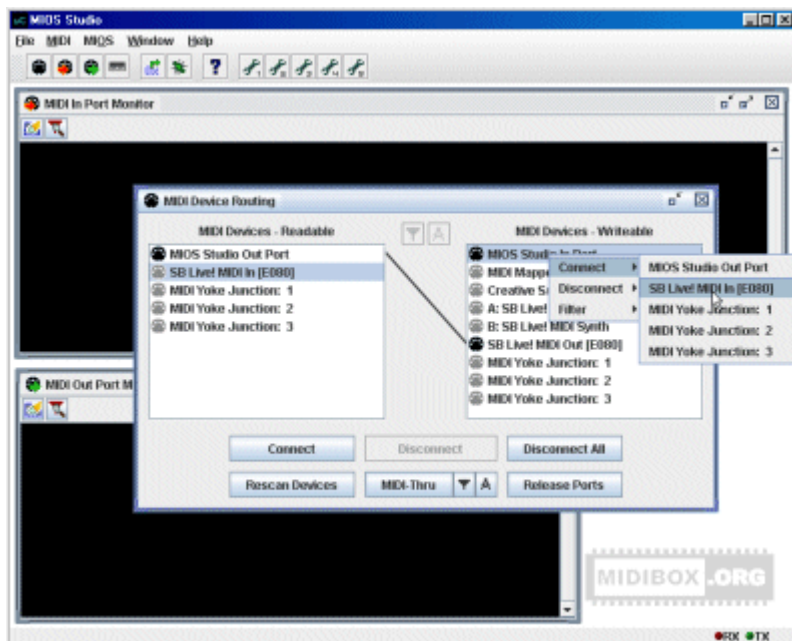 MIOS Studio
File MIDI MIOS Window Help
MIDI In Port Monitor
MIDI Device Routing
MIDI Devices - Readable
MIOS Studio Out Port
SB Live! MIDI In [E080]
MIDI Yoke Junction: 1
MIDI Yoke Junction: 2
MIDI Yoke Junction: 3
A
MIDI Devices - Writeable
MIOS Studio In Port
MIDI Mappe
Creative S
A: SB Live!
B: SB Live! MIDI Synth
SB Live! MIDI Out [E080]
MIDI Yoke Junction: 1
MIDI Yoke Junction: 2
MIDI Yoke Junction: 3
Connect
Disconnect
Filter
MIOS Studio Out Port
SB Live! MIDI In [E080]
MIDI Yoke Junction: 1
MIDI Yoke Junction: 2
MIDI Yoke Junction: 3
Connect Disconnect Disconnect All
Rescan Devices MIDI-Thru A Release Ports
MIDI Out Port M
MIDIBOX.ORG
RX TX